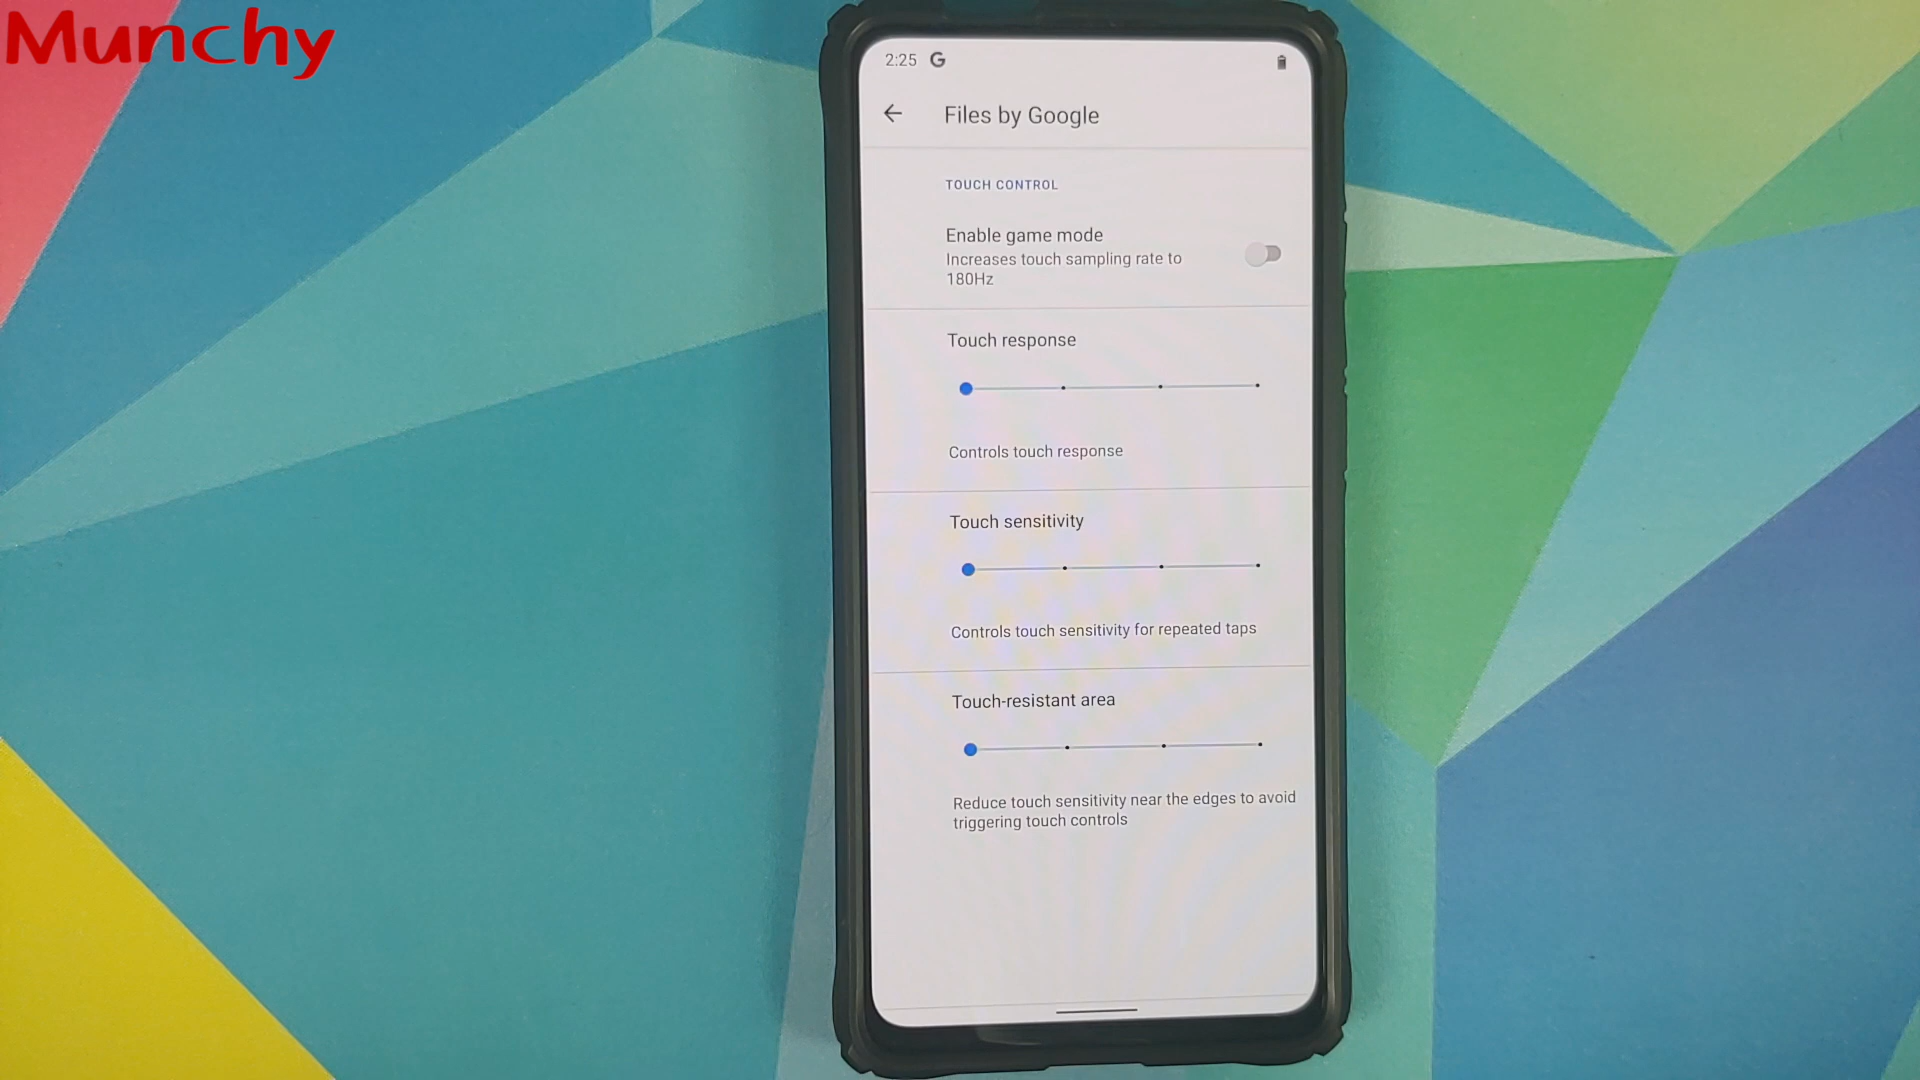 Munchy
2:25 G
Files by Google
TOUCH CONTROL
Enable game mode
Increases touch sampling rate to
180Hz
Touch response
Controls touch response
Touch sensitivity
Controls touch sensitivity for repeated taps
Touch-resistant area
Reduce touch sensitivity near the edges to avoid
triggering touch controls